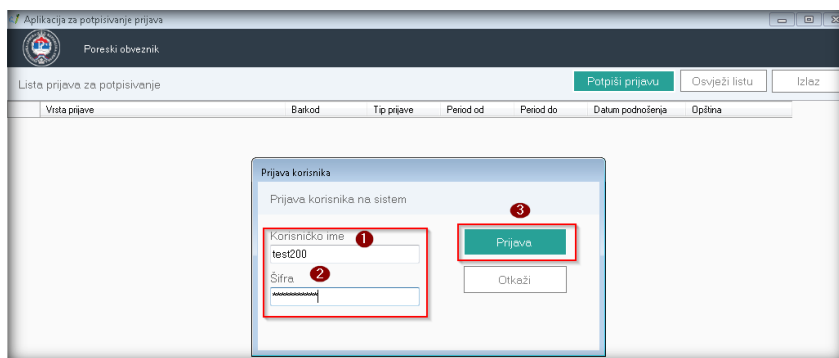 Aplikacija za potpisivanje prijava
Poreski obveznik
Lista prijava za potpisivanje
Potpiši prijavu
Osvježi listu
Izlaz
Vrsta prijave Barkod Tip prijave Period od Period do Datum podnošenja Opština
Prijava korisnika
Prijava korisnika na sistem
3
Korisničko ime 1
Prijava
test200
Šifra 2
Otkaži
***********